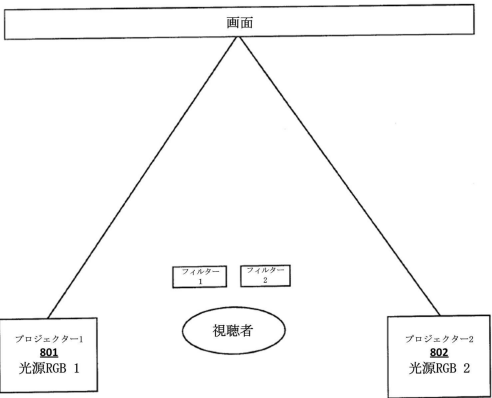 画面
フィルター
1
フィルター
2
視聴者
プロジェクター1
801
光源RGB 1
プロジェクター2
802
光源RGB 2